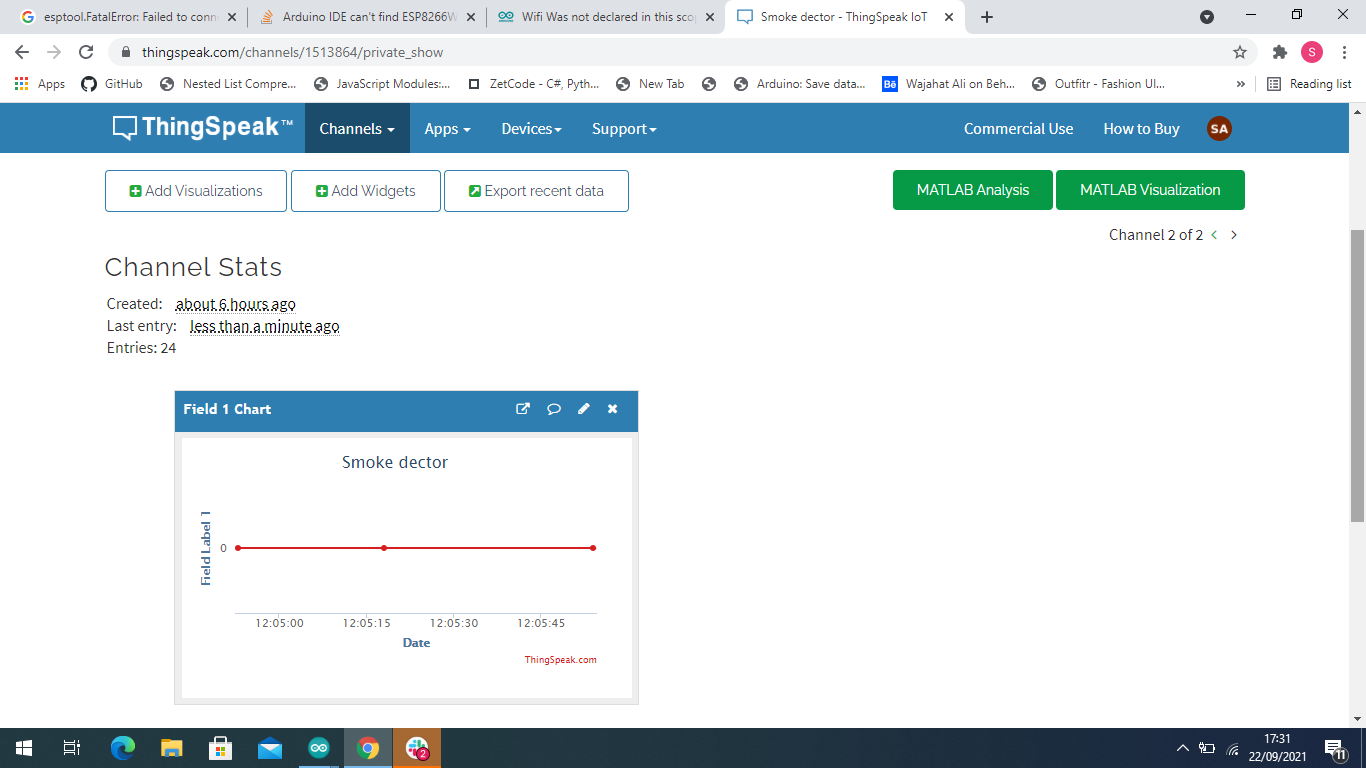 esptool.FatalError: Failed to conn
Arduino IDE can't find ESP8266W
Wifi Was not declared in this sco
Smoke dector - ThingSpeak IoT
thingspeak.com/channels/1513864/private_show
S
Apps
GitHub
Nested List Compre...
JavaScript Modules:...
ZetCode - C#, Pyth...
New Tab
Arduino: Save data...
Bē Wajahat Ali on Beh...
Outfitr - Fashion UI...
»
Reading list
ThingSpeak™
Channels
Apps
Devices
Support
Commercial Use
How to Buy
SA
Add Visualizations
Add Widgets
Export recent data
MATLAB Analysis
MATLAB Visualization
Channel 2 of 2 < >
Channel Stats
Created: about 6 hours ago
Last entry: less than a minute ago
Entries: 24
Field 1 Chart
Smoke dector
Field Label 1
0
12:05:00 12:05:15 12:05:30 12:05:45
Date
ThingSpeak.com
2
17:31
22/09/2021
11